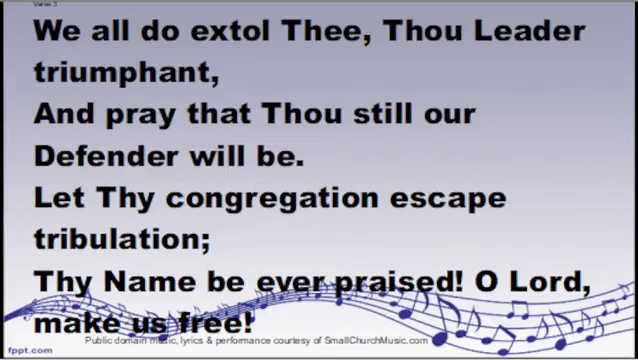 Verse 3
We all do extol Thee, Thou Leader
triumphant,
And pray that Thou still our
Defender will be.
Let Thy congregation escape
tribulation;
Thy Name be ever praised! O Lord,
make us free!
Public domain music, lyrics & performance courtesy of SmallChurchMusic.com
fppt.com